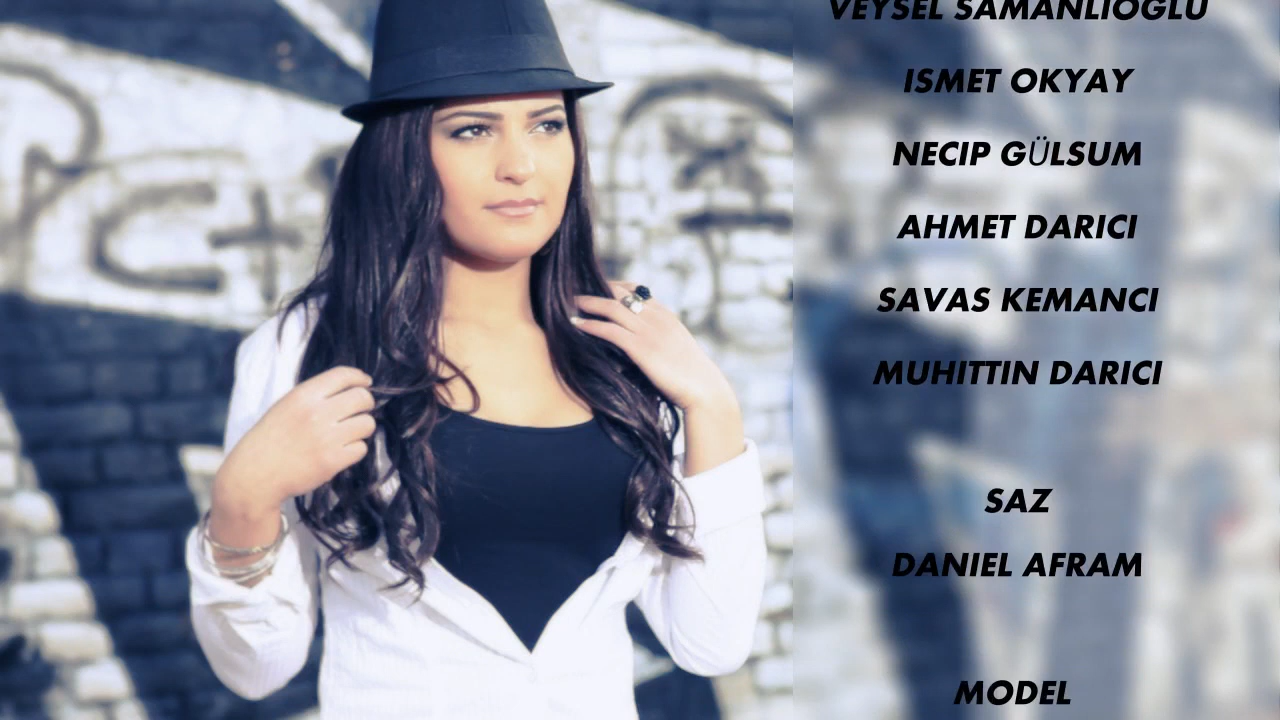 VEYSEL SAMANLIOGLU
ISMET OKYAY
NECIP GÜLSUM
AHMET DARICI
SAVAS KEMANCI
MUHITTIN DARICI
SAZ
DANIEL AFRAM
MODEL